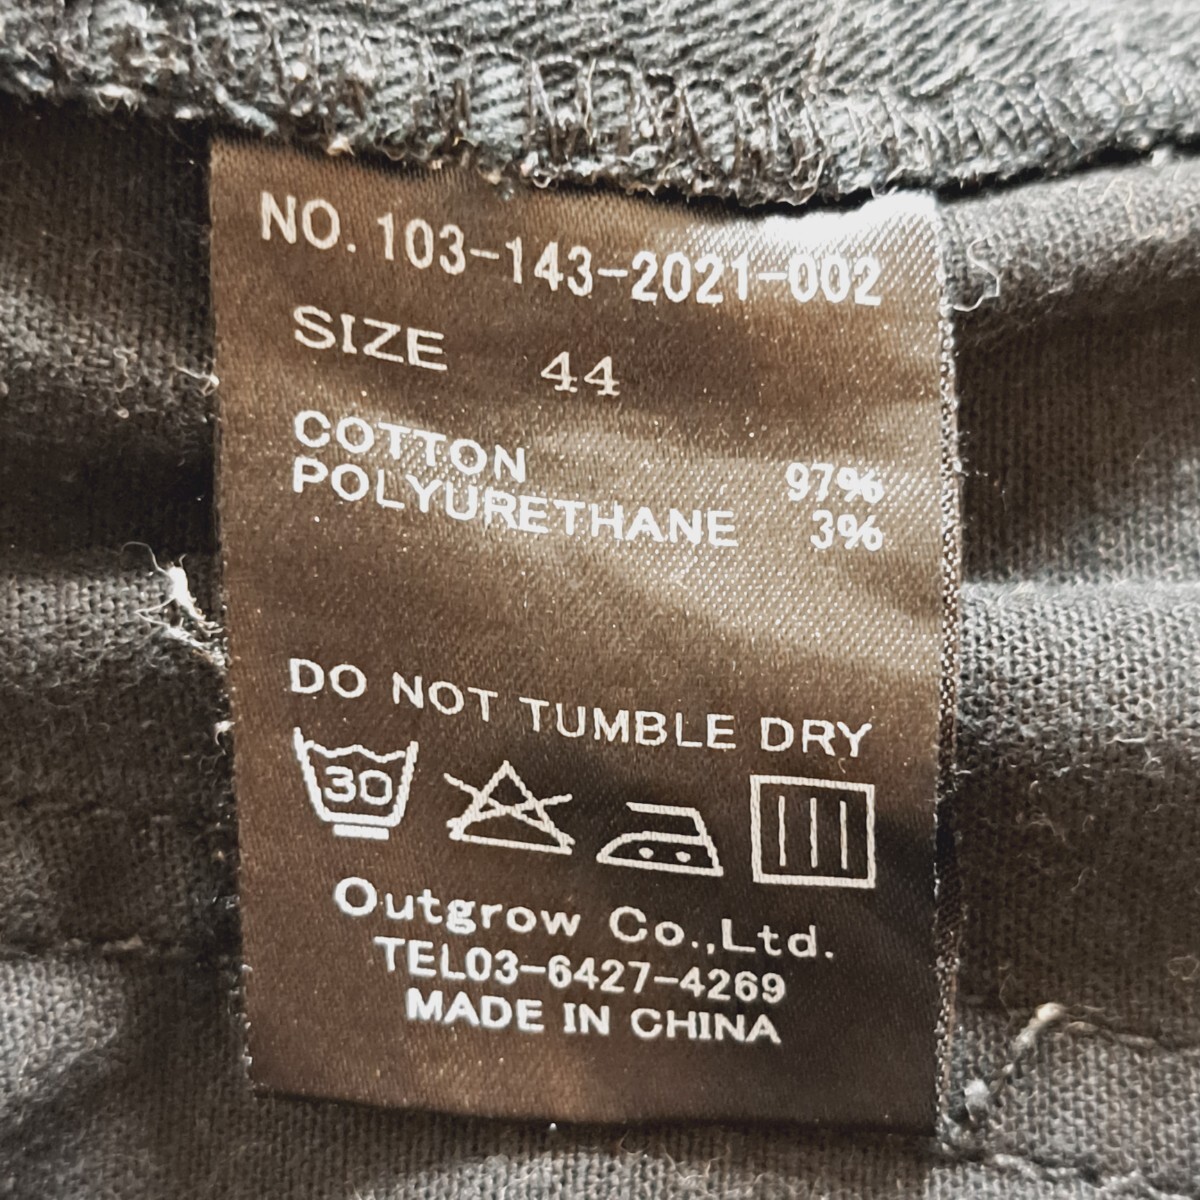 NO. 103-143-2021-002
SIZE 44
COTTON 97%
POLYURETHANE 3%
DO NOT TUMBLE DRY
30
Outgrow Co.,Ltd.
TEL03-6427-4269
MADE IN CHINA